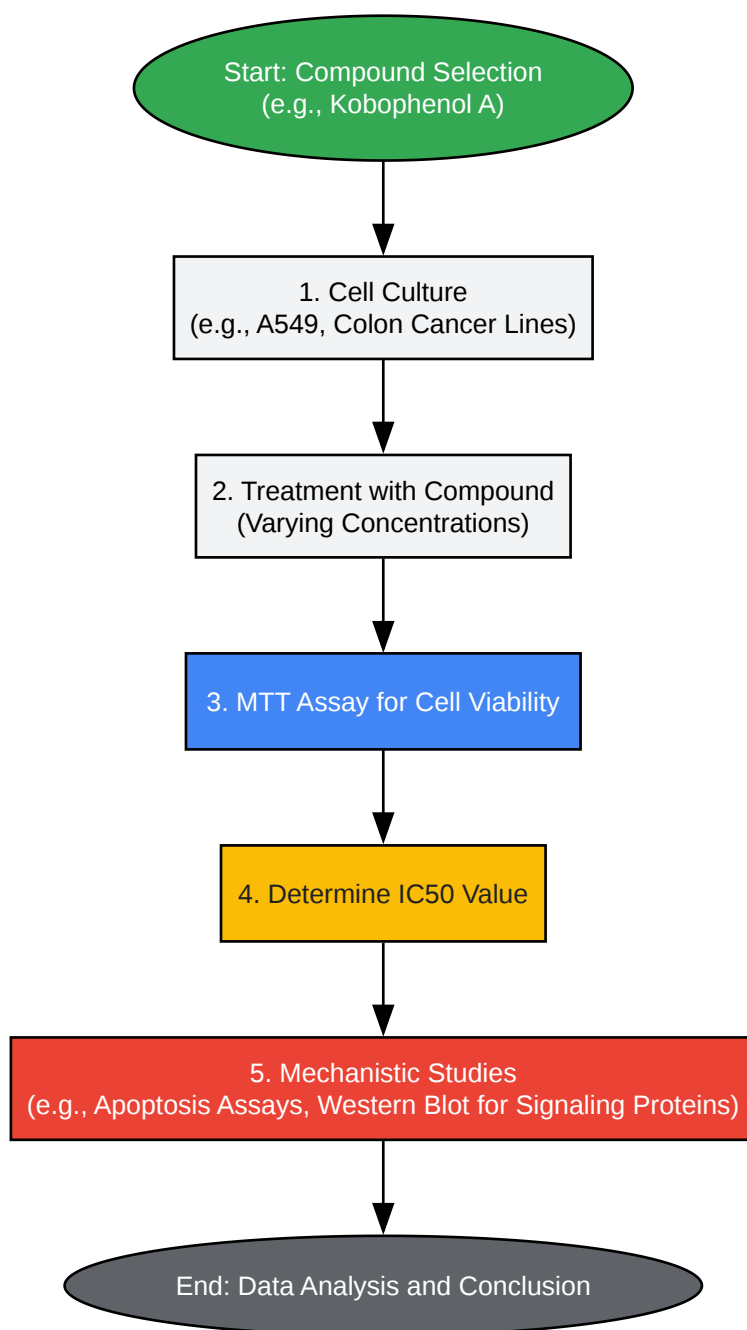 Start: Compound Selection
(e.g., Kobophenol A)
1. Cell Culture
(e.g., A549, Colon Cancer Lines)
2. Treatment with Compound
(Varying Concentrations)
3. MTT Assay for Cell Viability
4. Determine IC50 Value
5. Mechanistic Studies
(e.g., Apoptosis Assays, Western Blot for Signaling Proteins)
End: Data Analysis and Conclusion